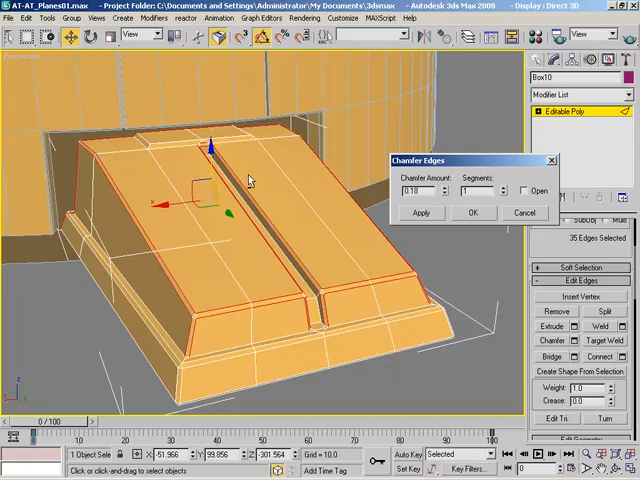 AT-AT_Planes01.max - Project Folder: C:\Documents and Settings\Administrator\My Documents\3dsmax - Autodesk 3ds Max 2008 - Display: Direct 3D
File Edit Tools Group Views Create Modifiers reactor Animation Graph Editors Rendering Customize MAXScript Help
View
View
Perspective
Box10
Modifier List
Editable Poly
Chamfer Edges
Chamfer Amount: Segments:
0.18 1 Open
Apply OK Cancel
35 Edges Selected
Soft Selection
Edit Edges
Insert Vertex
Remove Split
Extrude Weld
Chamfer Target Weld
Bridge Connect
Create Shape From Selection
Weight: 1.0
Crease: 0.0
Edit Tri. Turn
0 / 100
0 10 20 30 40 50 60 70 80 90 100
1 Object Selec X: -51.966 Y: 99.856 Z: -301.564 Grid = 10.0 Auto Key Selected
Click or click-and-drag to select objects Add Time Tag Set Key Key Filters... 0